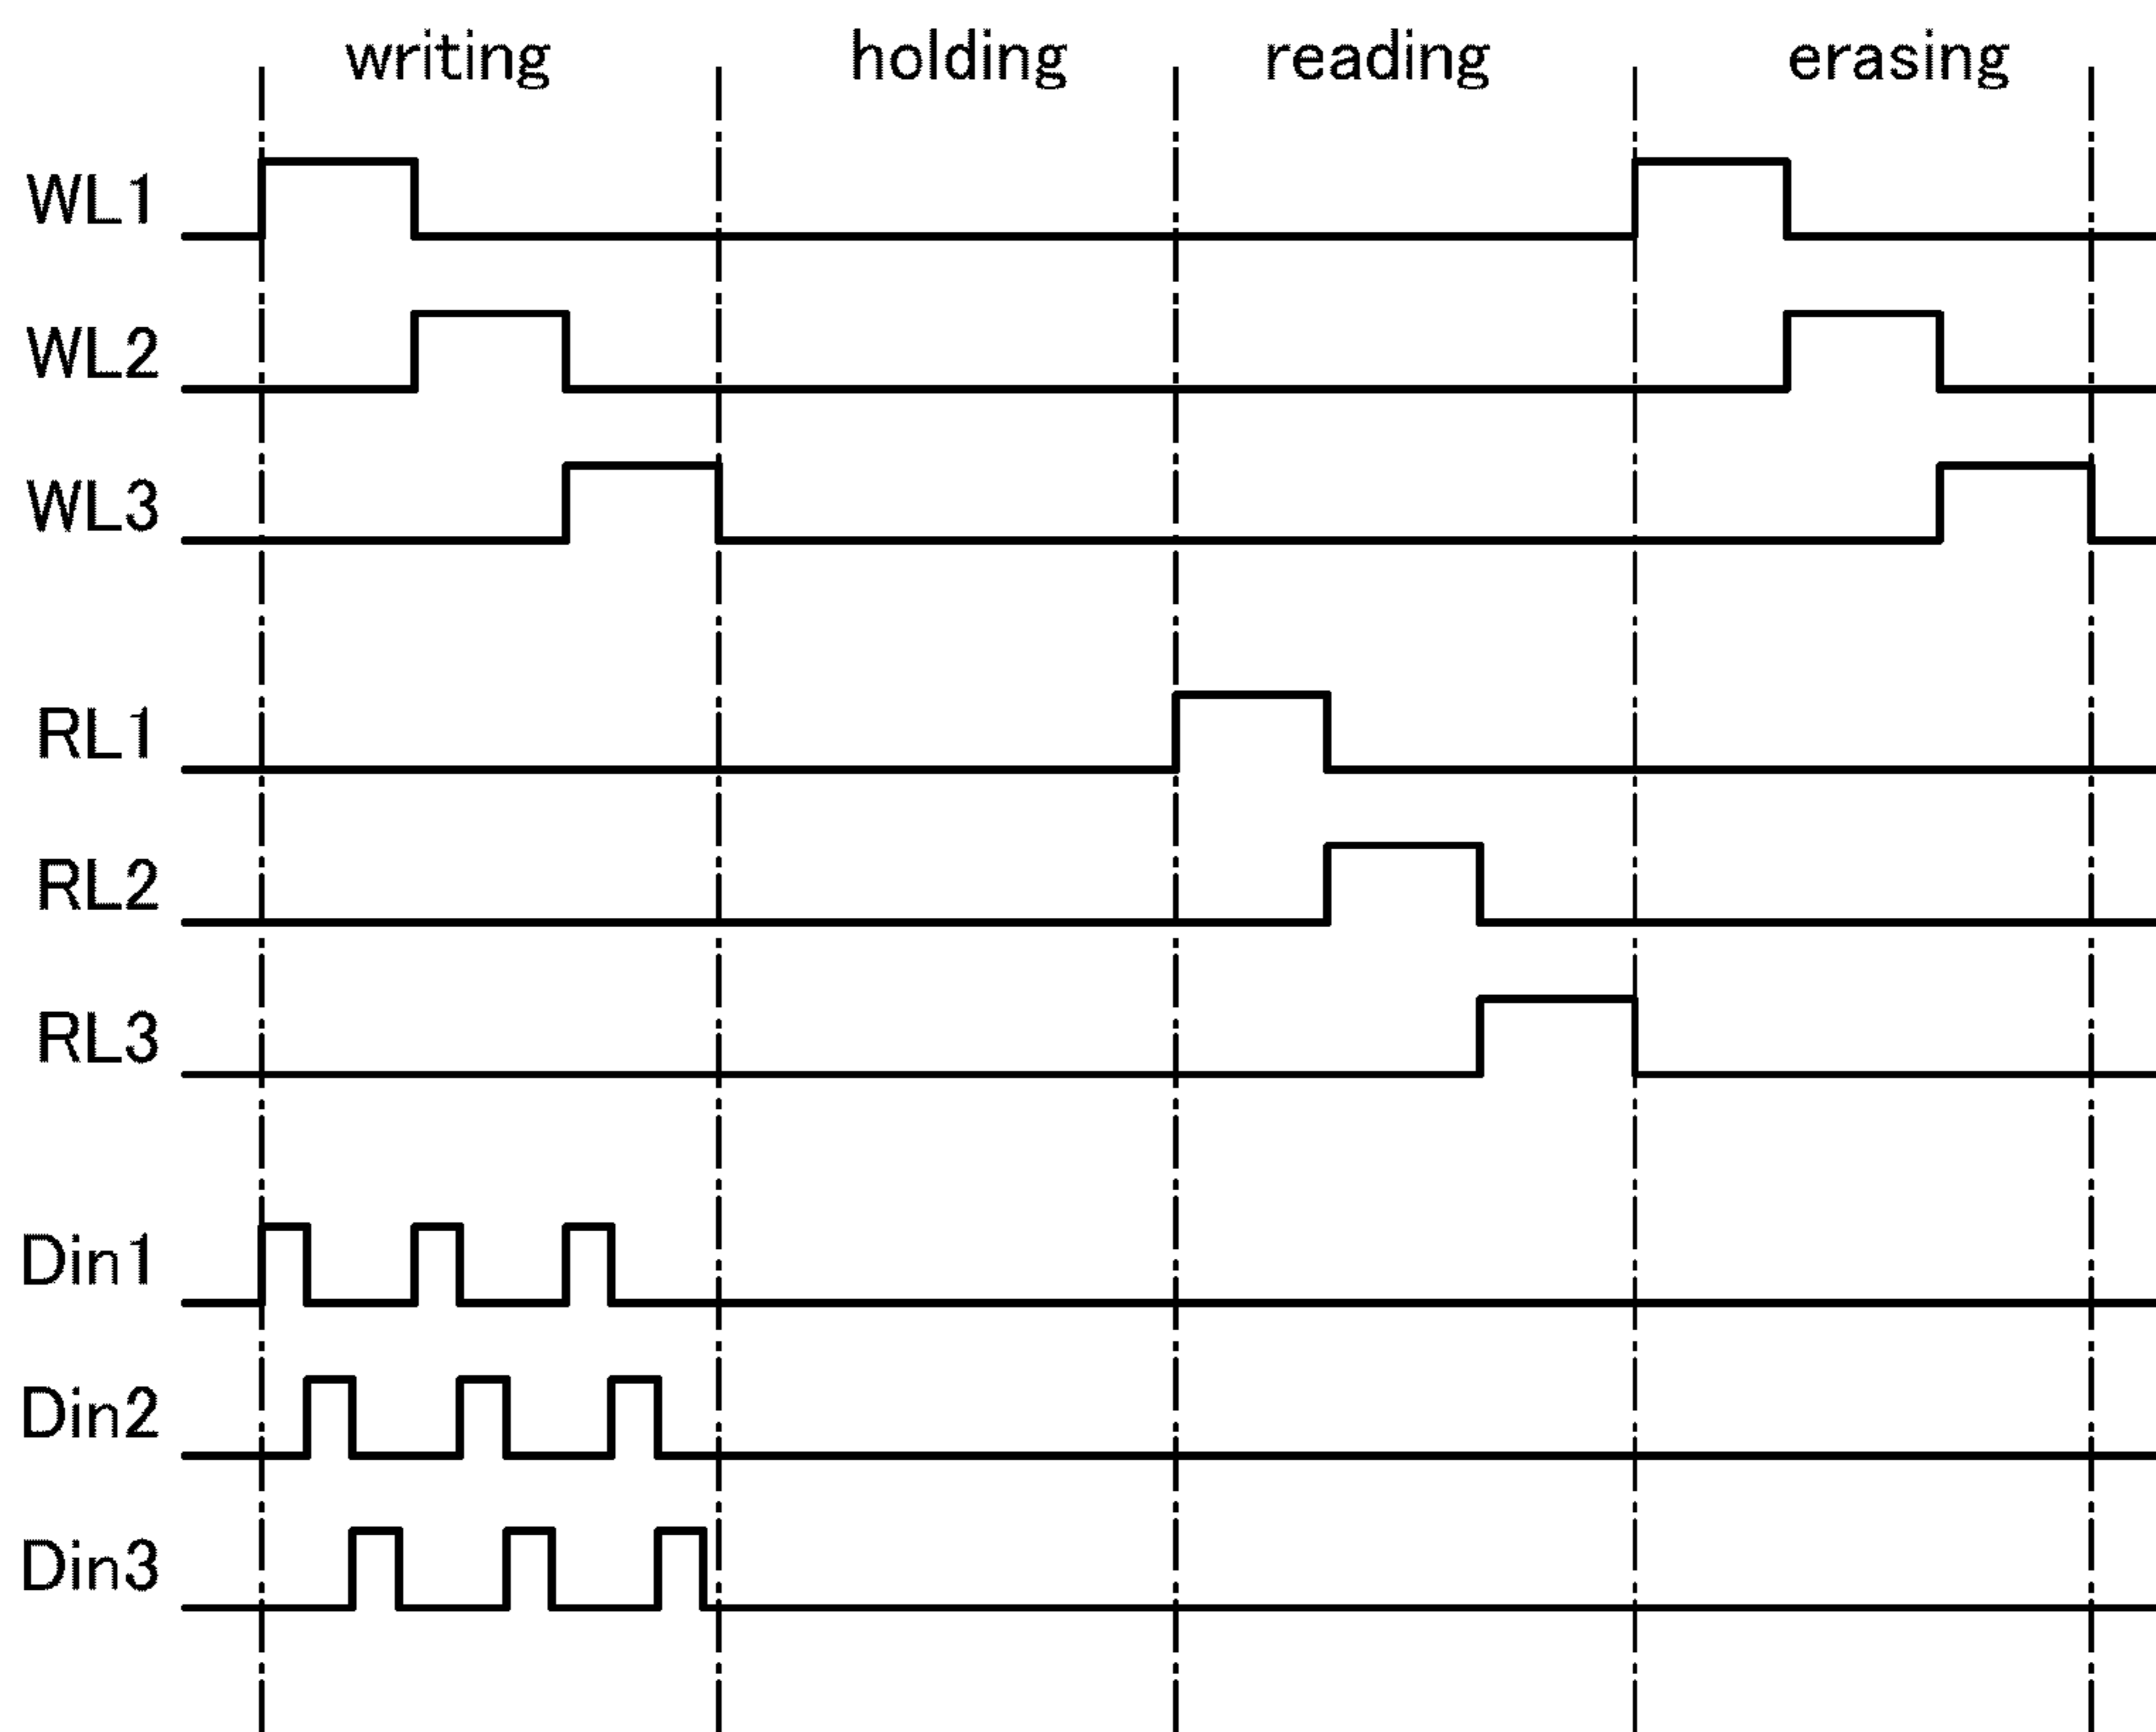 writing holding reading erasing
WL1
WL2
WL3
RL1
RL2
RL3
Din1
Din2
Din3